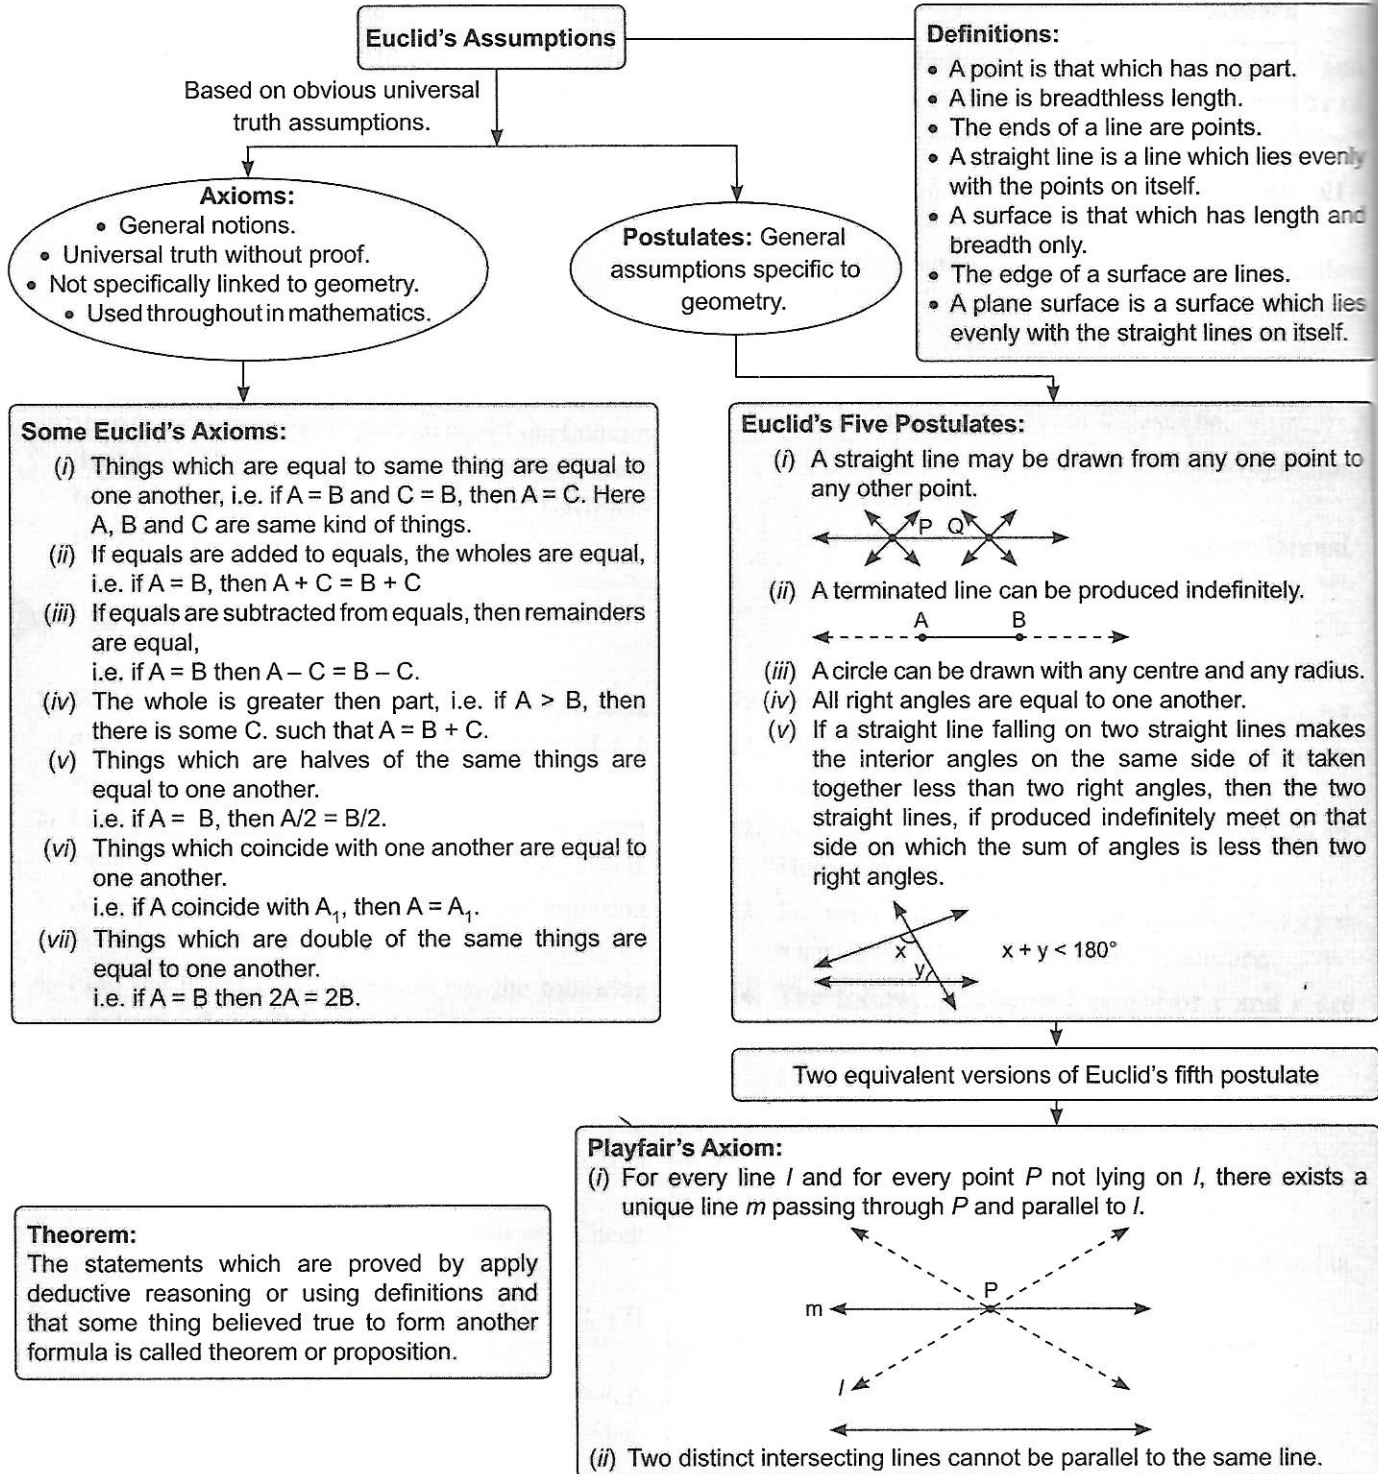 Euclid's Assumptions
Based on obvious universal
truth assumptions.
Definitions:
• A point is that which has no part.
• A line is breadthless length.
• The ends of a line are points.
• A straight line is a line which lies evenly
with the points on itself.
• A surface is that which has length and
breadth only.
• The edge of a surface are lines.
• A plane surface is a surface which lies
evenly with the straight lines on itself.
Axioms:
• General notions.
• Universal truth without proof.
• Not specifically linked to geometry.
• Used throughout in mathematics.
Postulates: General
assumptions specific to
geometry.
Some Euclid's Axioms:
(i) Things which are equal to same thing are equal to
one another, i.e. if A = B and C = B, then A = C. Here
A, B and C are same kind of things.
(ii) If equals are added to equals, the wholes are equal,
i.e. if A = B, then A + C = B + C
(iii) If equals are subtracted from equals, then remainders
are equal,
i.e. if A = B then A – C = B – C.
(iv) The whole is greater then part, i.e. if A > B, then
there is some C. such that A = B + C.
(v) Things which are halves of the same things are
equal to one another.
i.e. if A = B, then A/2 = B/2.
(vi) Things which coincide with one another are equal to
one another.
i.e. if A coincide with A₁, then A = A₁.
(vii) Things which are double of the same things are
equal to one another.
i.e. if A = B then 2A = 2B.
Euclid's Five Postulates:
(i) A straight line may be drawn from any one point to
any other point.
P Q
(ii) A terminated line can be produced indefinitely.
A B
(iii) A circle can be drawn with any centre and any radius.
(iv) All right angles are equal to one another.
(v) If a straight line falling on two straight lines makes
the interior angles on the same side of it taken
together less than two right angles, then the two
straight lines, if produced indefinitely meet on that
side on which the sum of angles is less then two
right angles.
x
y
x + y < 180°
Two equivalent versions of Euclid's fifth postulate
Theorem:
The statements which are proved by apply
deductive reasoning or using definitions and
that some thing believed true to form another
formula is called theorem or proposition.
Playfair's Axiom:
(i) For every line l and for every point P not lying on l, there exists a
unique line m passing through P and parallel to l.
P
m
l
(ii) Two distinct intersecting lines cannot be parallel to the same line.